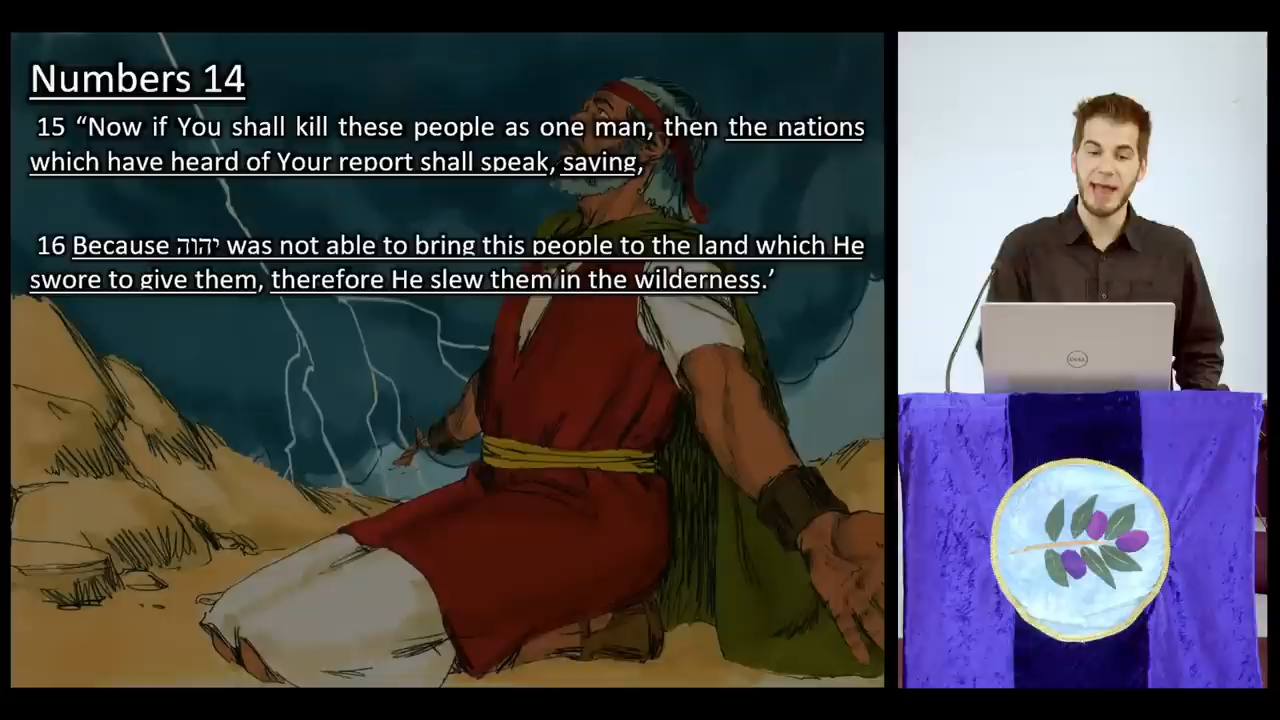 Numbers 14
15 “Now if You shall kill these people as one man, then the nations
which have heard of Your report shall speak, saying,
16 Because יהוה was not able to bring this people to the land which He
swore to give them, therefore He slew them in the wilderness.’
DELL